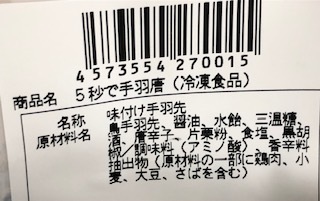 4573554270015
商品名 5秒で手羽唐(冷凍食品)
名称 味付け手羽先
原材料名 鳥手羽先、醤油、水飴、三温糖、
酒、唐辛子、片栗粉、食塩、黒胡
椒/調味料(アミノ酸)、香辛料
抽出物(原材料の一部に鶏肉、小
麦、大豆、さばを含む)